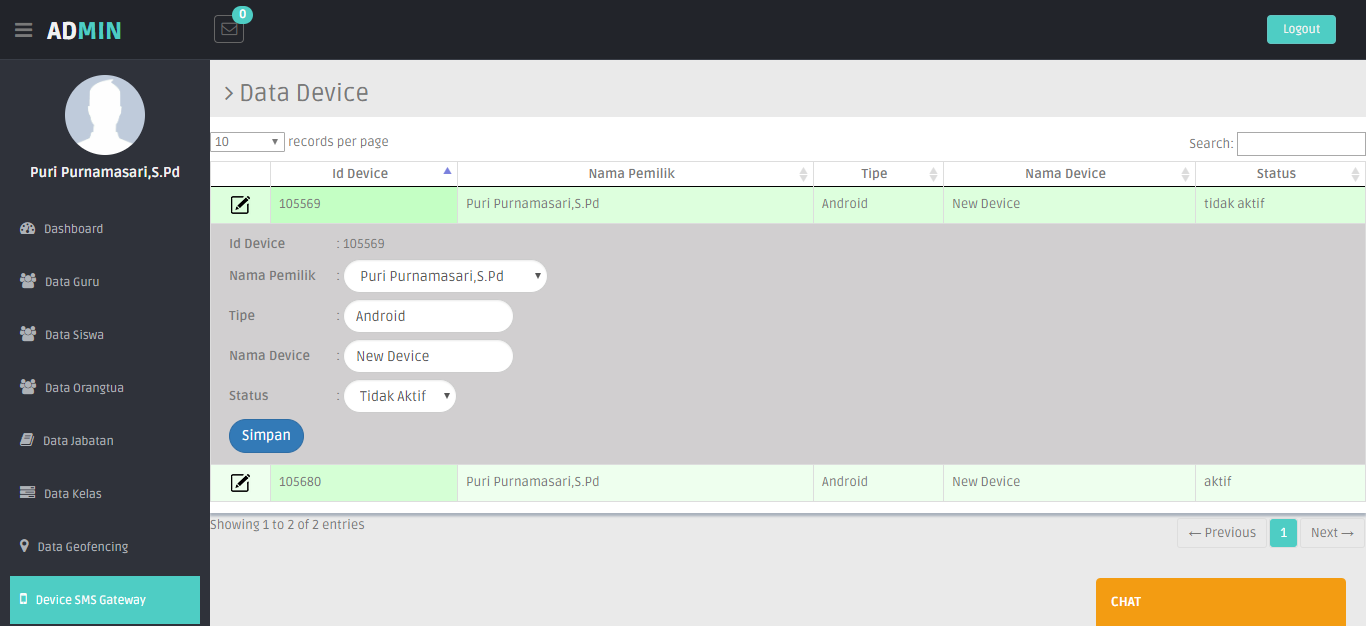 ADMIN
0
Logout
Puri Purnamasari,S.Pd
Dashboard
Data Guru
Data Siswa
Data Orangtua
Data Jabatan
Data Kelas
Data Geofencing
Device SMS Gateway
Data Device
10 records per page
Search:
Id Device Nama Pemilik Tipe Nama Device Status
105569 Puri Purnamasari,S.Pd Android New Device tidak aktif
Id Device : 105569
Nama Pemilik : Puri Purnamasari,S.Pd
Tipe : Android
Nama Device : New Device
Status : Tidak Aktif
Simpan
105680 Puri Purnamasari,S.Pd Android New Device aktif
Showing 1 to 2 of 2 entries
← Previous 1 Next →
CHAT